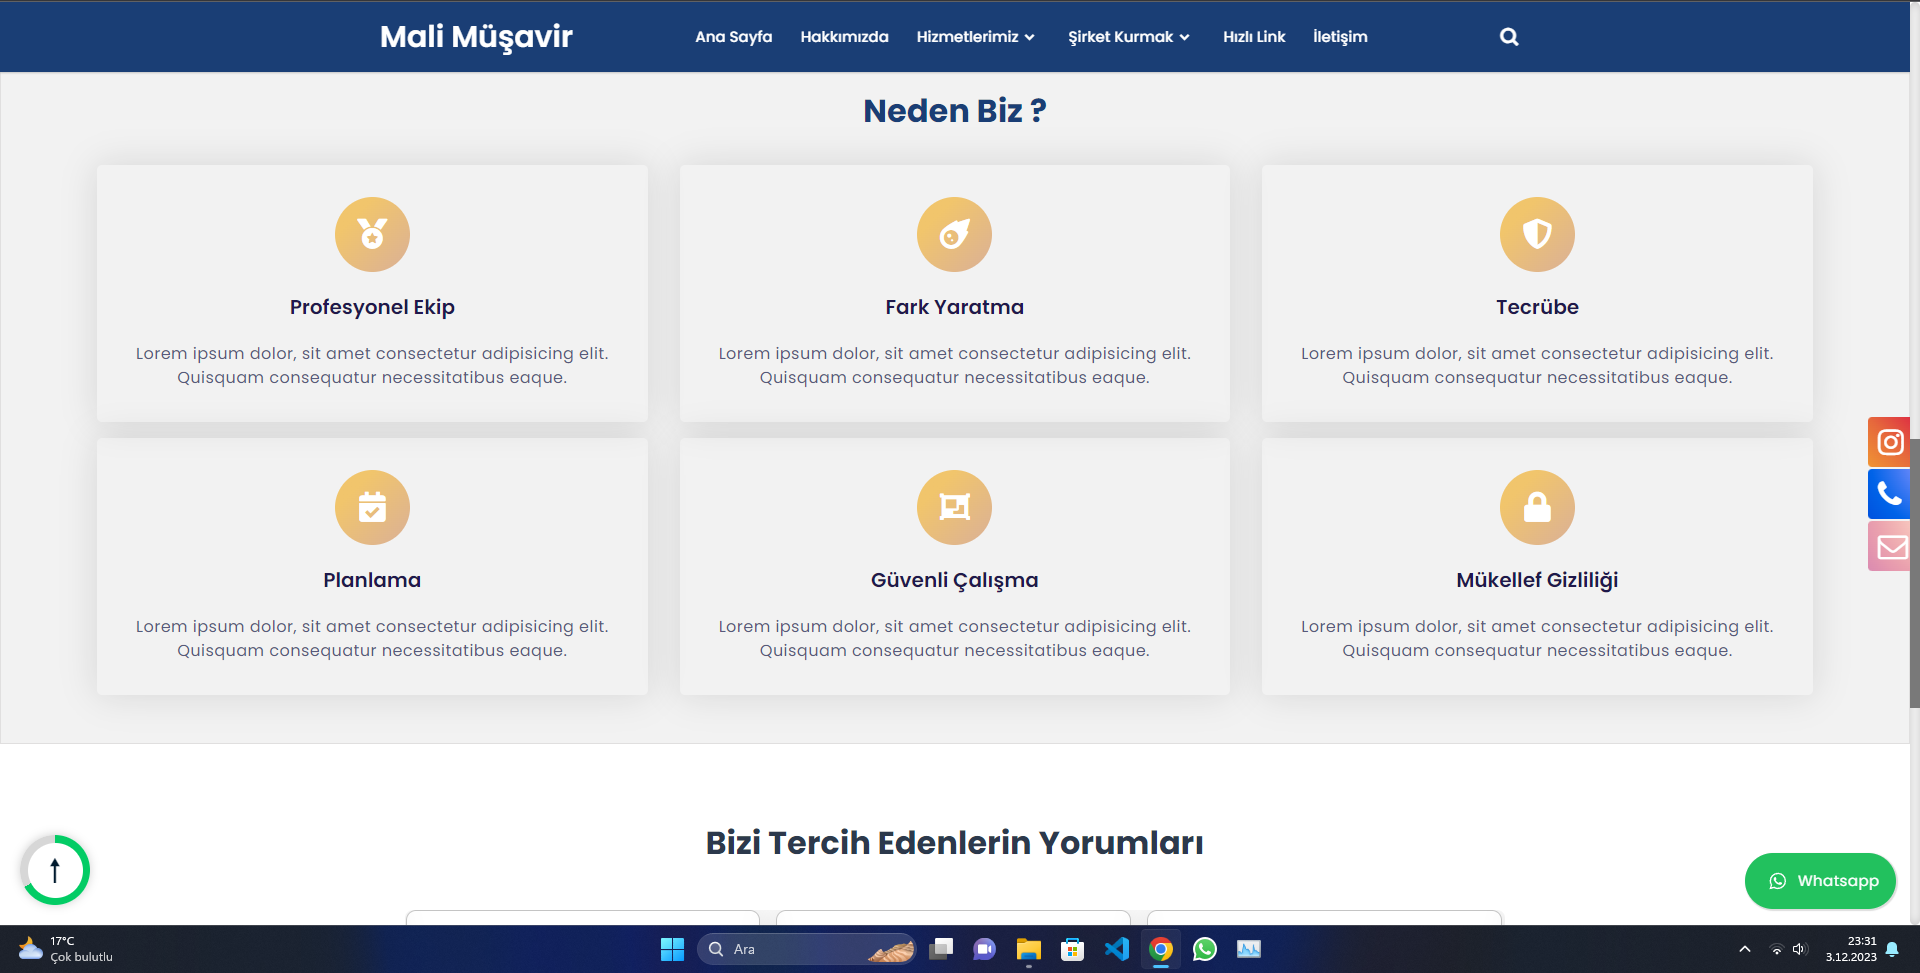 Mali Müşavir
Ana Sayfa
Hakkımızda
Hizmetlerimiz
Şirket Kurmak
Hızlı Link
İletişim
Neden Biz ?
Profesyonel Ekip
Lorem ipsum dolor, sit amet consectetur adipisicing elit.
Quisquam consequatur necessitatibus eaque.
Fark Yaratma
Lorem ipsum dolor, sit amet consectetur adipisicing elit.
Quisquam consequatur necessitatibus eaque.
Tecrübe
Lorem ipsum dolor, sit amet consectetur adipisicing elit.
Quisquam consequatur necessitatibus eaque.
Planlama
Lorem ipsum dolor, sit amet consectetur adipisicing elit.
Quisquam consequatur necessitatibus eaque.
Güvenli Çalışma
Lorem ipsum dolor, sit amet consectetur adipisicing elit.
Quisquam consequatur necessitatibus eaque.
Mükellef Gizliliği
Lorem ipsum dolor, sit amet consectetur adipisicing elit.
Quisquam consequatur necessitatibus eaque.
Bizi Tercih Edenlerin Yorumları
Whatsapp
17°C
Çok bulutlu
Ara
23:31
3.12.2023